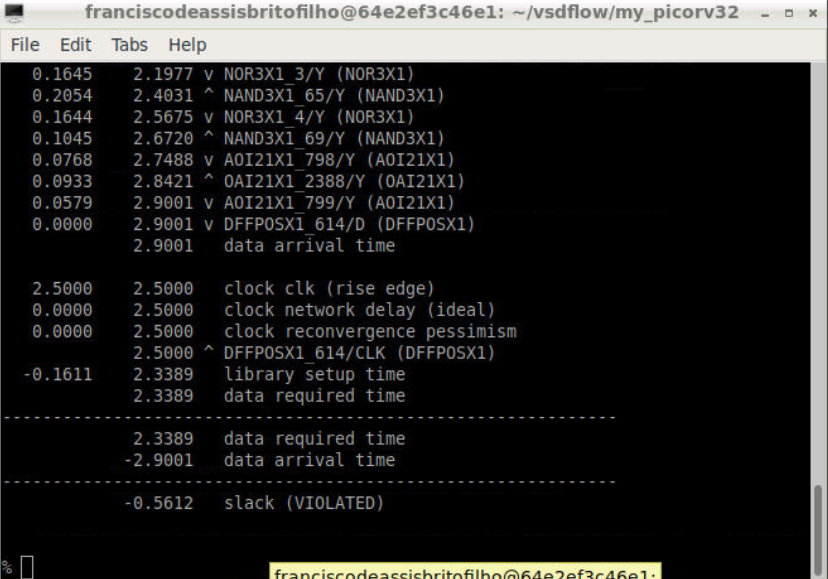 franciscodeassisbritofilho@64e2ef3c46e1: ~/vsdflow/my_picorv32
File Edit Tabs Help
0.1645 2.1977 v NOR3X1_3/Y (NOR3X1)
0.2054 2.4031 ^ NAND3X1_65/Y (NAND3X1)
0.1644 2.5675 v NOR3X1_4/Y (NOR3X1)
0.1045 2.6720 ^ NAND3X1_69/Y (NAND3X1)
0.0768 2.7488 v AOI21X1_798/Y (AOI21X1)
0.0933 2.8421 ^ OAI21X1_2388/Y (OAI21X1)
0.0579 2.9001 v AOI21X1_799/Y (AOI21X1)
0.0000 2.9001 v DFFPOSX1_614/D (DFFPOSX1)
2.9001 data arrival time
2.5000 2.5000 clock clk (rise edge)
0.0000 2.5000 clock network delay (ideal)
0.0000 2.5000 clock reconvergence pessimism
2.5000 ^ DFFPOSX1_614/CLK (DFFPOSX1)
-0.1611 2.3389 library setup time
2.3389 data required time
-------------------------------------------------------------
2.3389 data required time
-2.9001 data arrival time
-------------------------------------------------------------
-0.5612 slack (VIOLATED)
%
franciscodeassisbritofilho@64e2ef3c46e1: